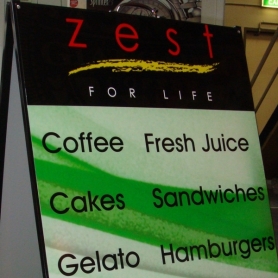 zest
FOR LIFE
Coffee Fresh Juice
Cakes Sandwiches
Gelato Hamburgers